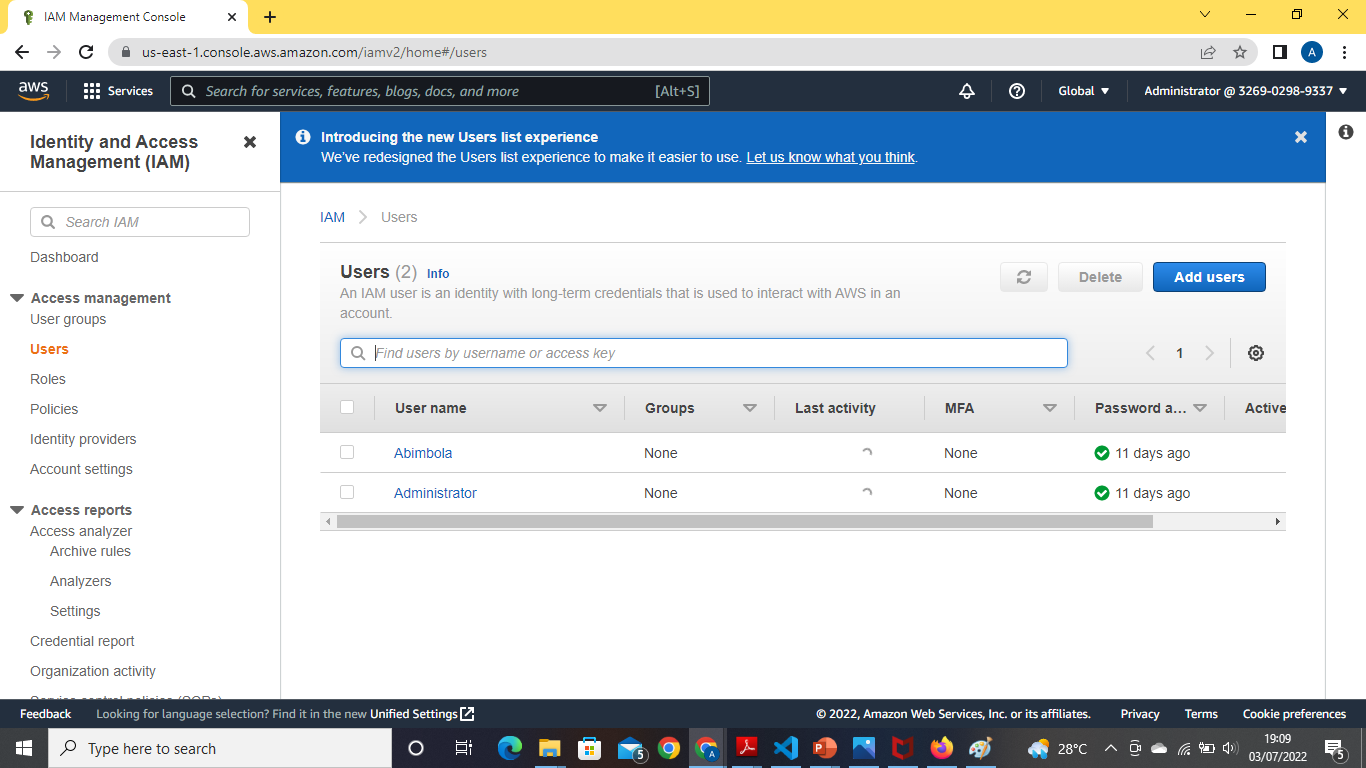 IAM Management Console
us-east-1.console.aws.amazon.com/iamv2/home#/users
A
aws
Services
Search for services, features, blogs, docs, and more
[Alt+S]
Global
Administrator @ 3269-0298-9337
Identity and Access
Management (IAM)
Search IAM
Dashboard
Access management
User groups
Users
Roles
Policies
Identity providers
Account settings
Access reports
Access analyzer
Archive rules
Analyzers
Settings
Credential report
Organization activity
Service control policies (SCPs)
Introducing the new Users list experience
We've redesigned the Users list experience to make it easier to use. Let us know what you think.
IAM
Users
Users (2) Info
An IAM user is an identity with long-term credentials that is used to interact with AWS in an
account.
Delete
Add users
Find users by username or access key
1
User name
Groups
Last activity
MFA
Password a...
Active
Abimbola
None
None
11 days ago
Administrator
None
None
11 days ago
Feedback
Looking for language selection? Find it in the new Unified Settings
© 2022, Amazon Web Services, Inc. or its affiliates.
Privacy
Terms
Cookie preferences
Type here to search
5
A
28°C
19:09
03/07/2022
5